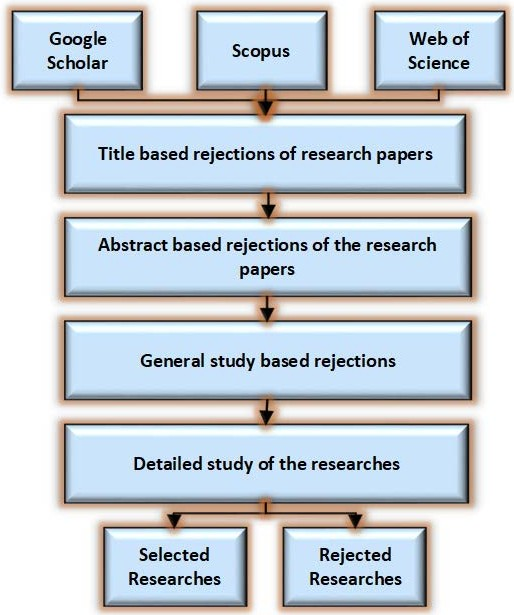 Google
Scholar
Scopus
Web of
Science
Title based rejections of research papers
Abstract based rejections of the research
papers
General study based rejections
Detailed study of the researches
Selected
Researches
Rejected
Researches